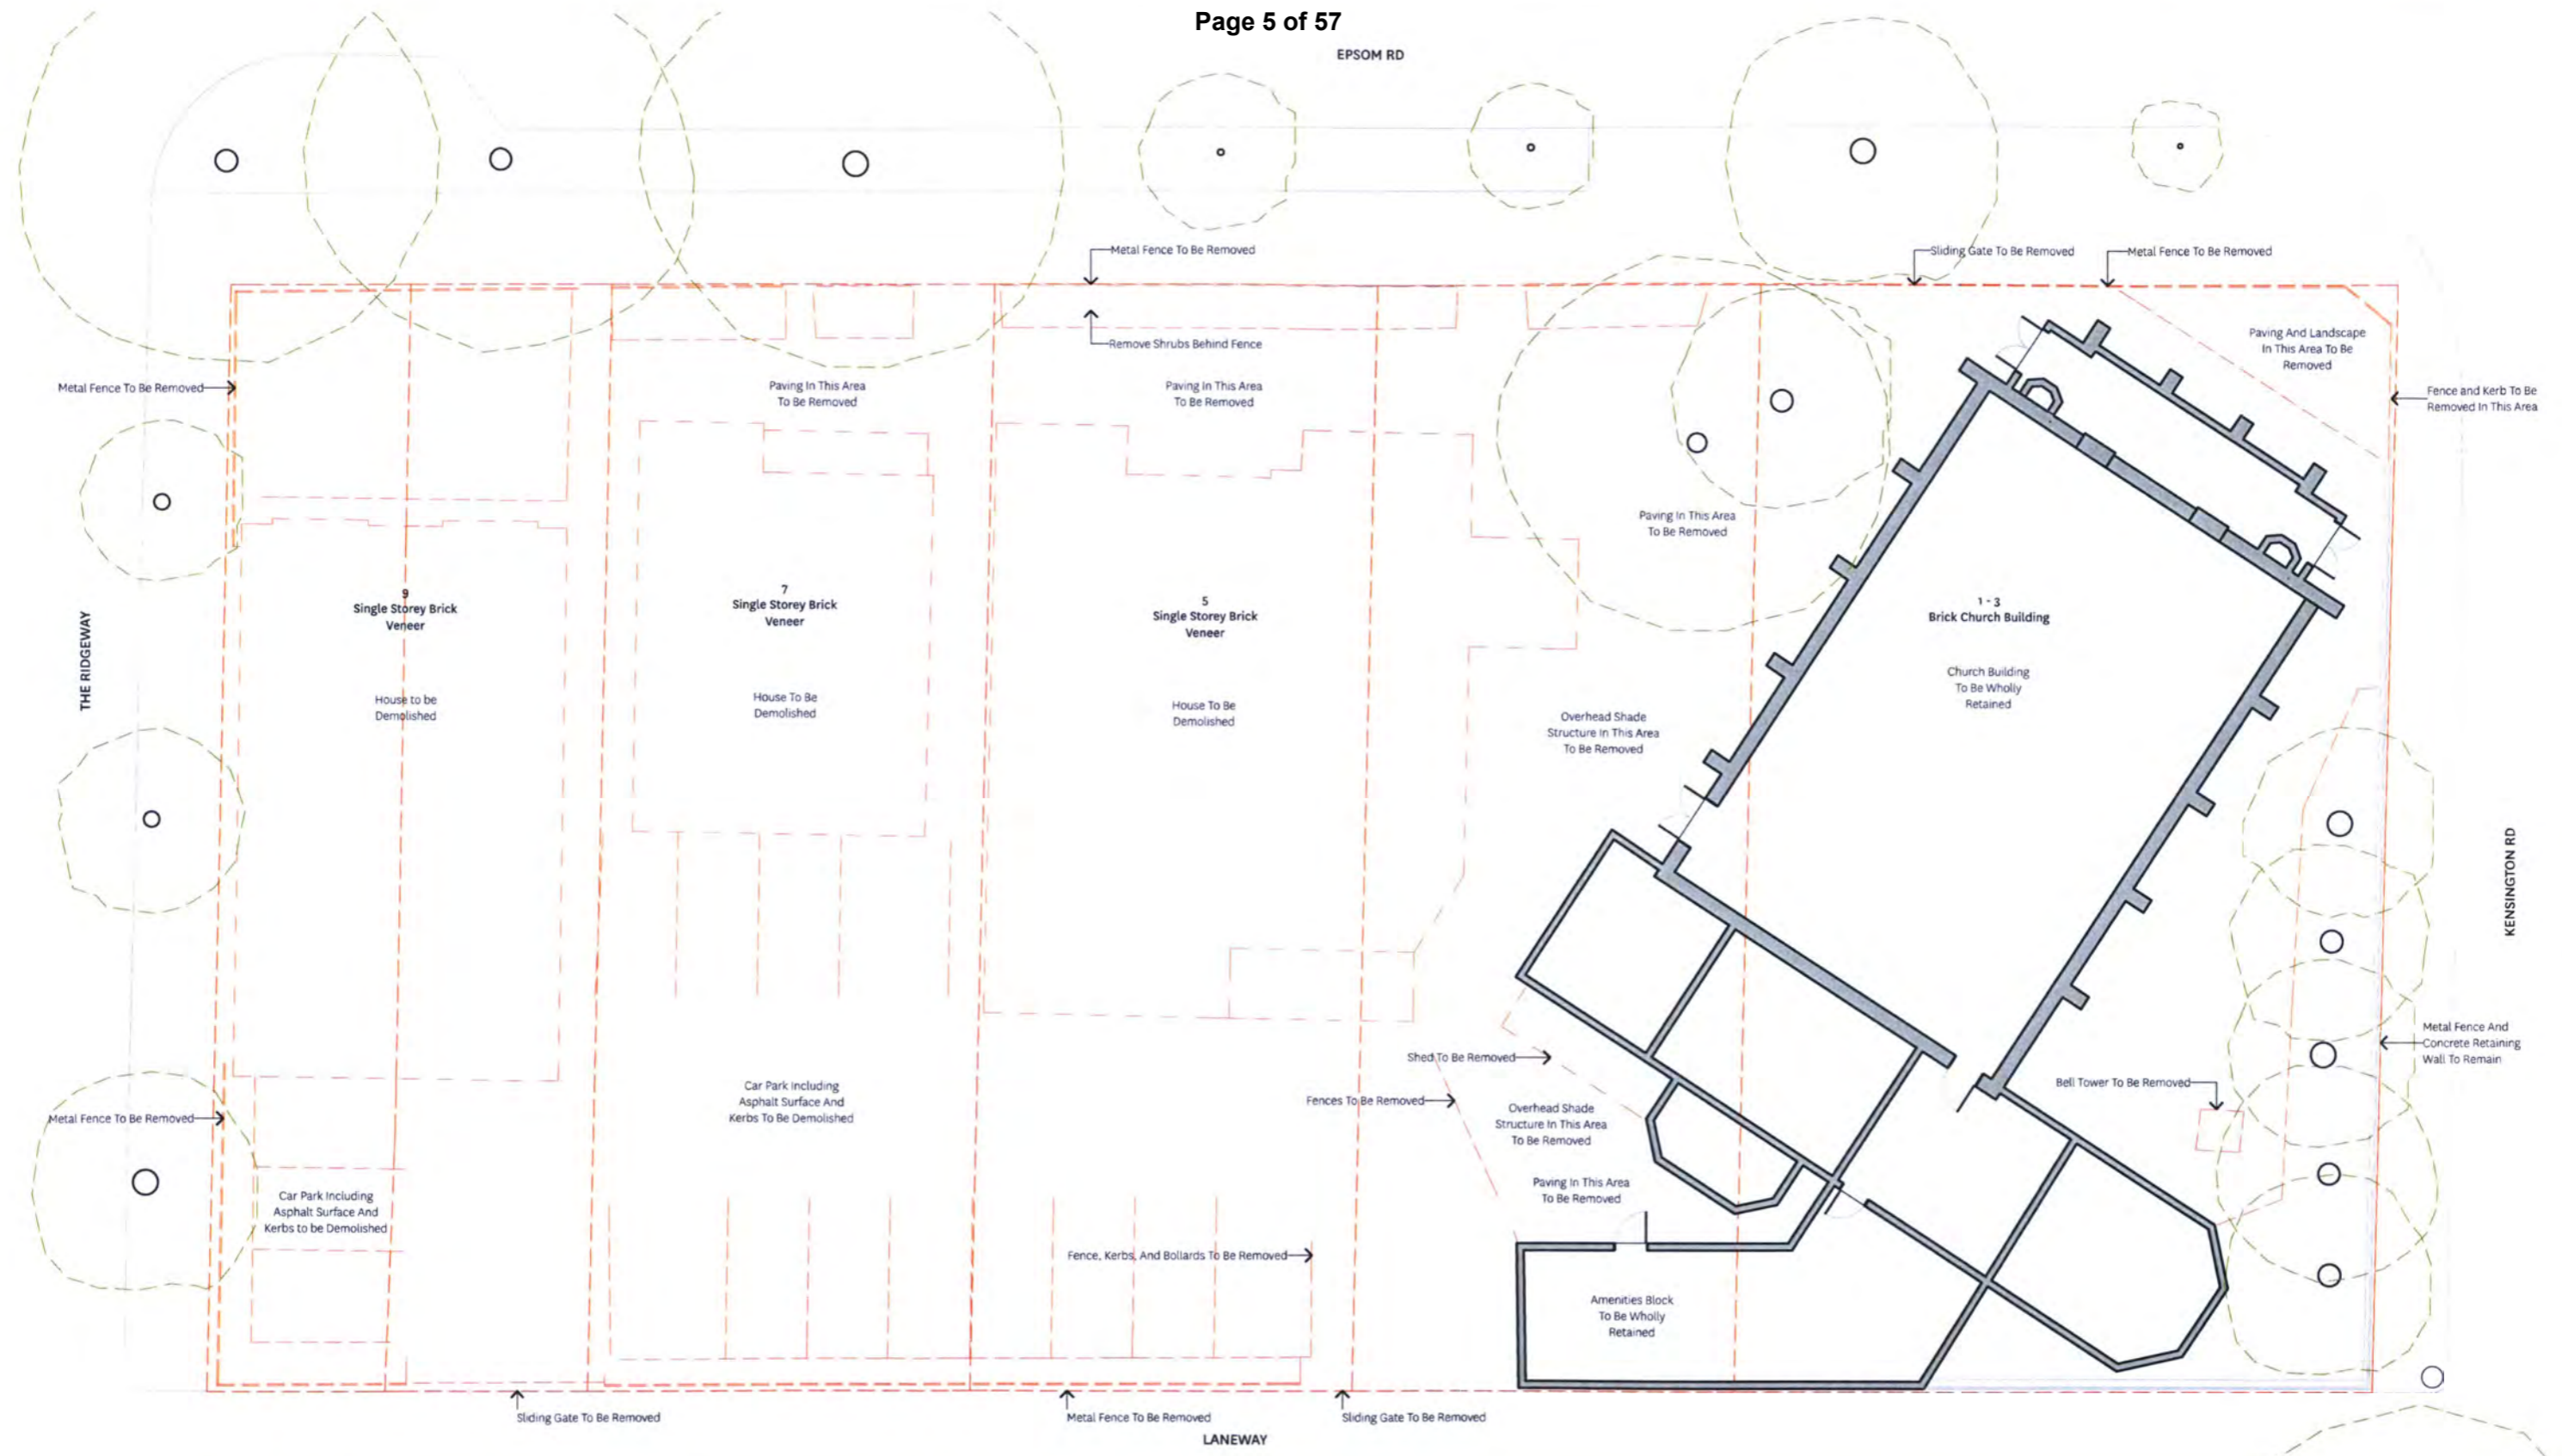 Page 5 of 57
EPSOM RD
Metal Fence To Be Removed
Sliding Gate To Be Removed
Metal Fence To Be Removed
Remove Shrubs Behind Fence
Paving And Landscape
In This Area To Be
Removed
Metal Fence To Be Removed
Paving In This Area
To Be Removed
Paving In This Area
To Be Removed
Fence and Kerb To Be
Removed In This Area
Paving In This Area
To Be Removed
THE RIDGEWAY
9
Single Storey Brick
Veneer
House to be
Demolished
7
Single Storey Brick
Veneer
House To Be
Demolished
5
Single Storey Brick
Veneer
House To Be
Demolished
1 - 3
Brick Church Building
Church Building
To Be Wholly
Retained
Overhead Shade
Structure In This Area
To Be Removed
KENSINGTON RD
Metal Fence And
Concrete Retaining
Wall To Remain
Shed To Be Removed
Bell Tower To Be Removed
Fences To Be Removed
Car Park Including
Asphalt Surface And
Kerbs To Be Demolished
Overhead Shade
Structure In This Area
To Be Removed
Metal Fence To Be Removed
Paving In This Area
To Be Removed
Car Park Including
Asphalt Surface And
Kerbs to be Demolished
Fence, Kerbs, And Bollards To Be Removed
Amenities Block
To Be Wholly
Retained
Sliding Gate To Be Removed
Metal Fence To Be Removed
Sliding Gate To Be Removed
LANEWAY